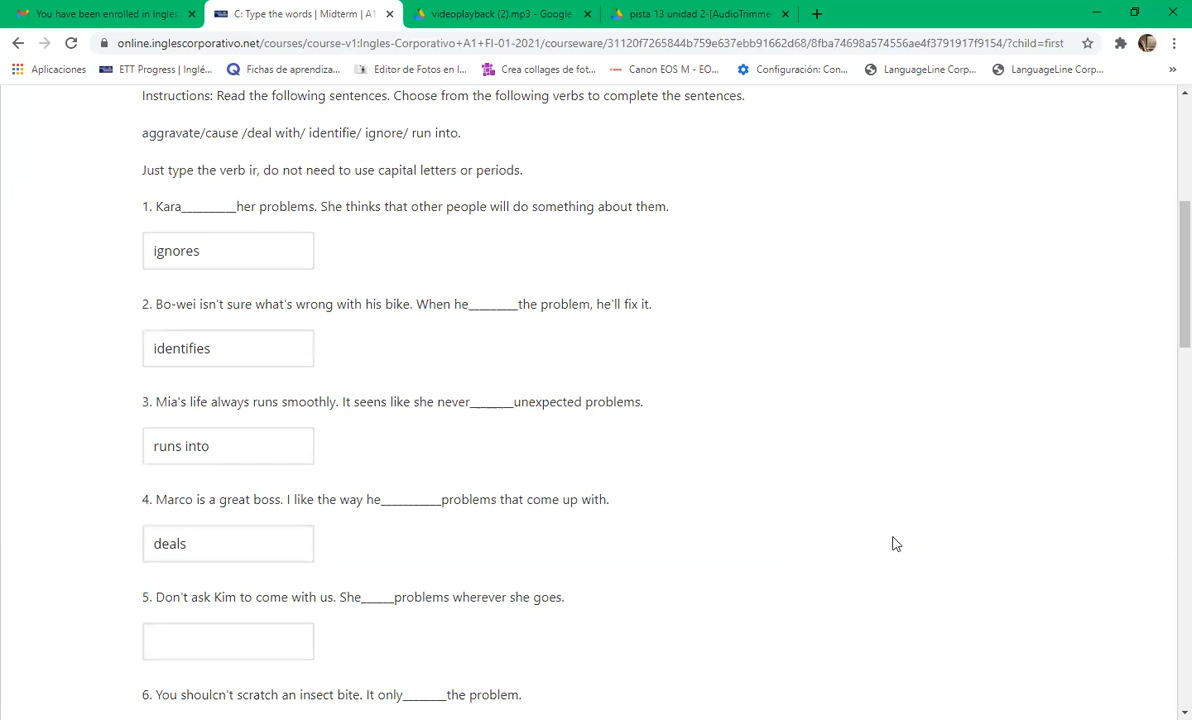 You have been enrolled in Inglés
C: Type the words | Midterm | A1
videoplayback (2).mp3 - Google
pista 13 unidad 2-[AudioTrimme
online.inglescorporativo.net/courses/course-v1:Ingles-Corporativo+A1+FI-01-2021/courseware/31120f7265844b759e637ebb91662d68/8fba74698a574556ae4f3791917f9154/?child=first
Aplicaciones ETT Progress | Inglé... Fichas de aprendiza... Editor de Fotos en l... Crea collages de fot... Canon EOS M - EO... Configuración: Con... LanguageLine Corp... LanguageLine Corp... »
Instructions: Read the following sentences. Choose from the following verbs to complete the sentences.
aggravate/cause /deal with/ identifie/ ignore/ run into.
Just type the verb ir, do not need to use capital letters or periods.
1. Kara_________her problems. She thinks that other people will do something about them.
ignores
2. Bo-wei isn't sure what's wrong with his bike. When he________the problem, he'll fix it.
identifies
3. Mia's life always runs smoothly. It seens like she never_______unexpected problems.
runs into
4. Marco is a great boss. I like the way he__________problems that come up with.
deals
5. Don't ask Kim to come with us. She_____problems wherever she goes.
6. You shoulcn't scratch an insect bite. It only_______the problem.